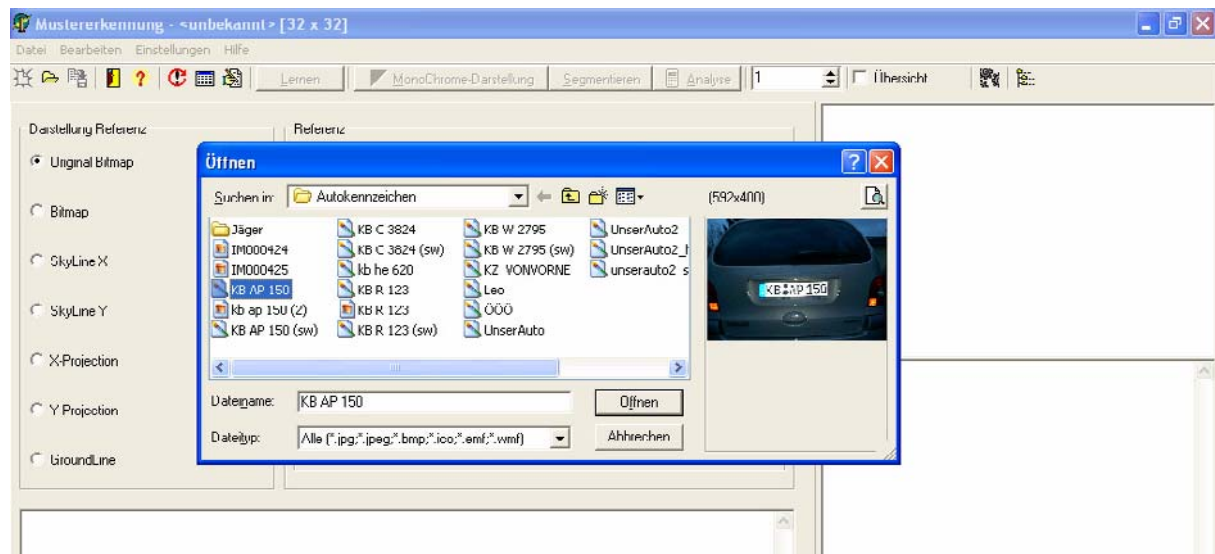 Mustererkennung - <unbekannt> [32 x 32]
Datei Bearbeiten Einstellungen Hilfe
Lernen MonoChrome-Darstellung Segmentieren Analyse 1 Übersicht
Darstellung Referenz Referenz
Original Bitmap
Bitmap
SkyLine X
SkyLine Y
X-Projection
Y Projection
GroundLine
Öffnen
Suchen in: Autokennzeichen (592x400)
Jäger KB C 3824 KB W 2795 UnserAuto2
IM000424 KB C 3824 (sw) KB W 2795 (sw) UnserAuto2_
IM000425 kb he 620 KZ VONVORNE unserauto2 s
KB AP 150 KB R 123 Leo
kb ap 150 (2) KB R 123 ÖÖÖ
KB AP 150 (sw) KB R 123 (sw) UnserAuto
KB AP 150
Dateiname: KB AP 150 Öffnen
Dateityp: Alle (*.jpg;*.jpeg;*.bmp;*.ico;*.emf;*.wmf) Abbrechen